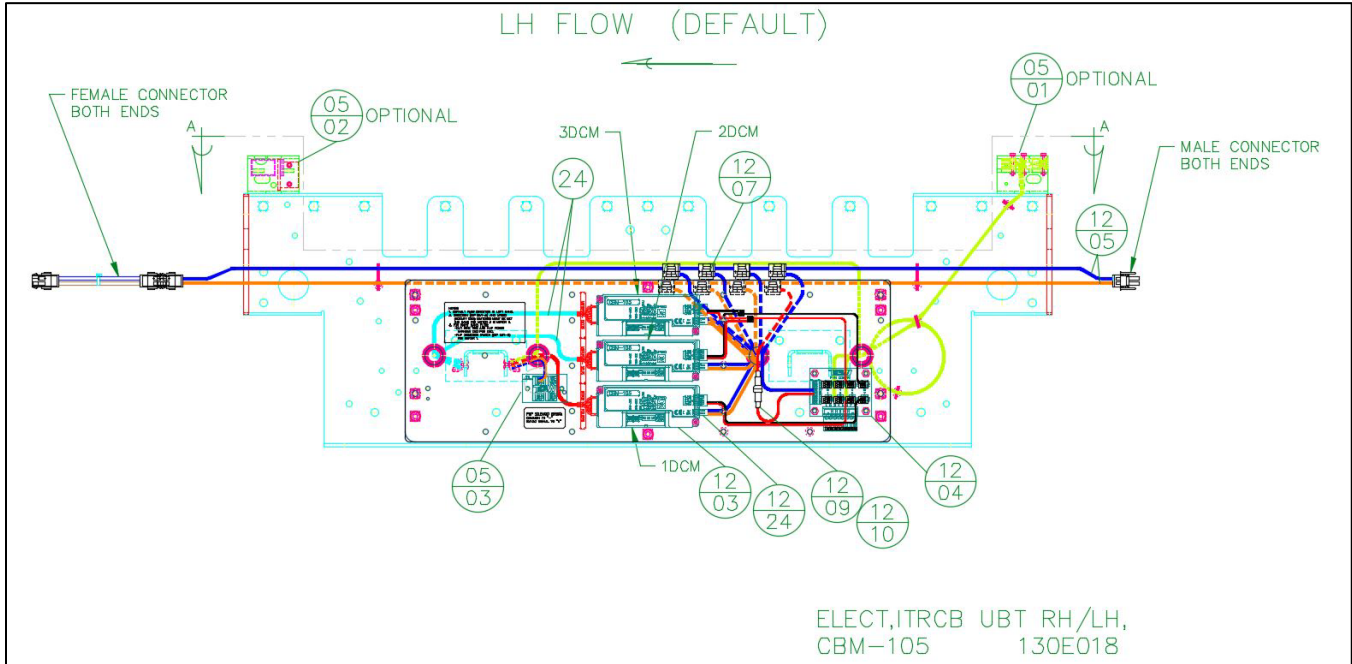 LH FLOW (DEFAULT)
FEMALE CONNECTOR
BOTH ENDS
A
05
02
OPTIONAL
24
3DCM
2DCM
12
07
05
01
OPTIONAL
A
MALE CONNECTOR
BOTH ENDS
12
05
CBM-105
05
03
1DCM
12
03
12
24
12
09
12
10
12
04
ELECT,ITRCB UBT RH/LH,
CBM-105 130E018